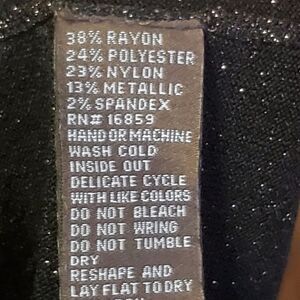 38% RAYON
24% POLYESTER
23% NYLON
13% METALLIC
2% SPANDEX
RN# 16859
HAND OR MACHINE
WASH COLD
INSIDE OUT
DELICATE CYCLE
WITH LIKE COLORS
DO NOT BLEACH
DO NOT WRING
DO NOT TUMBLE
DRY
RESHAPE AND
LAY FLAT TO DRY